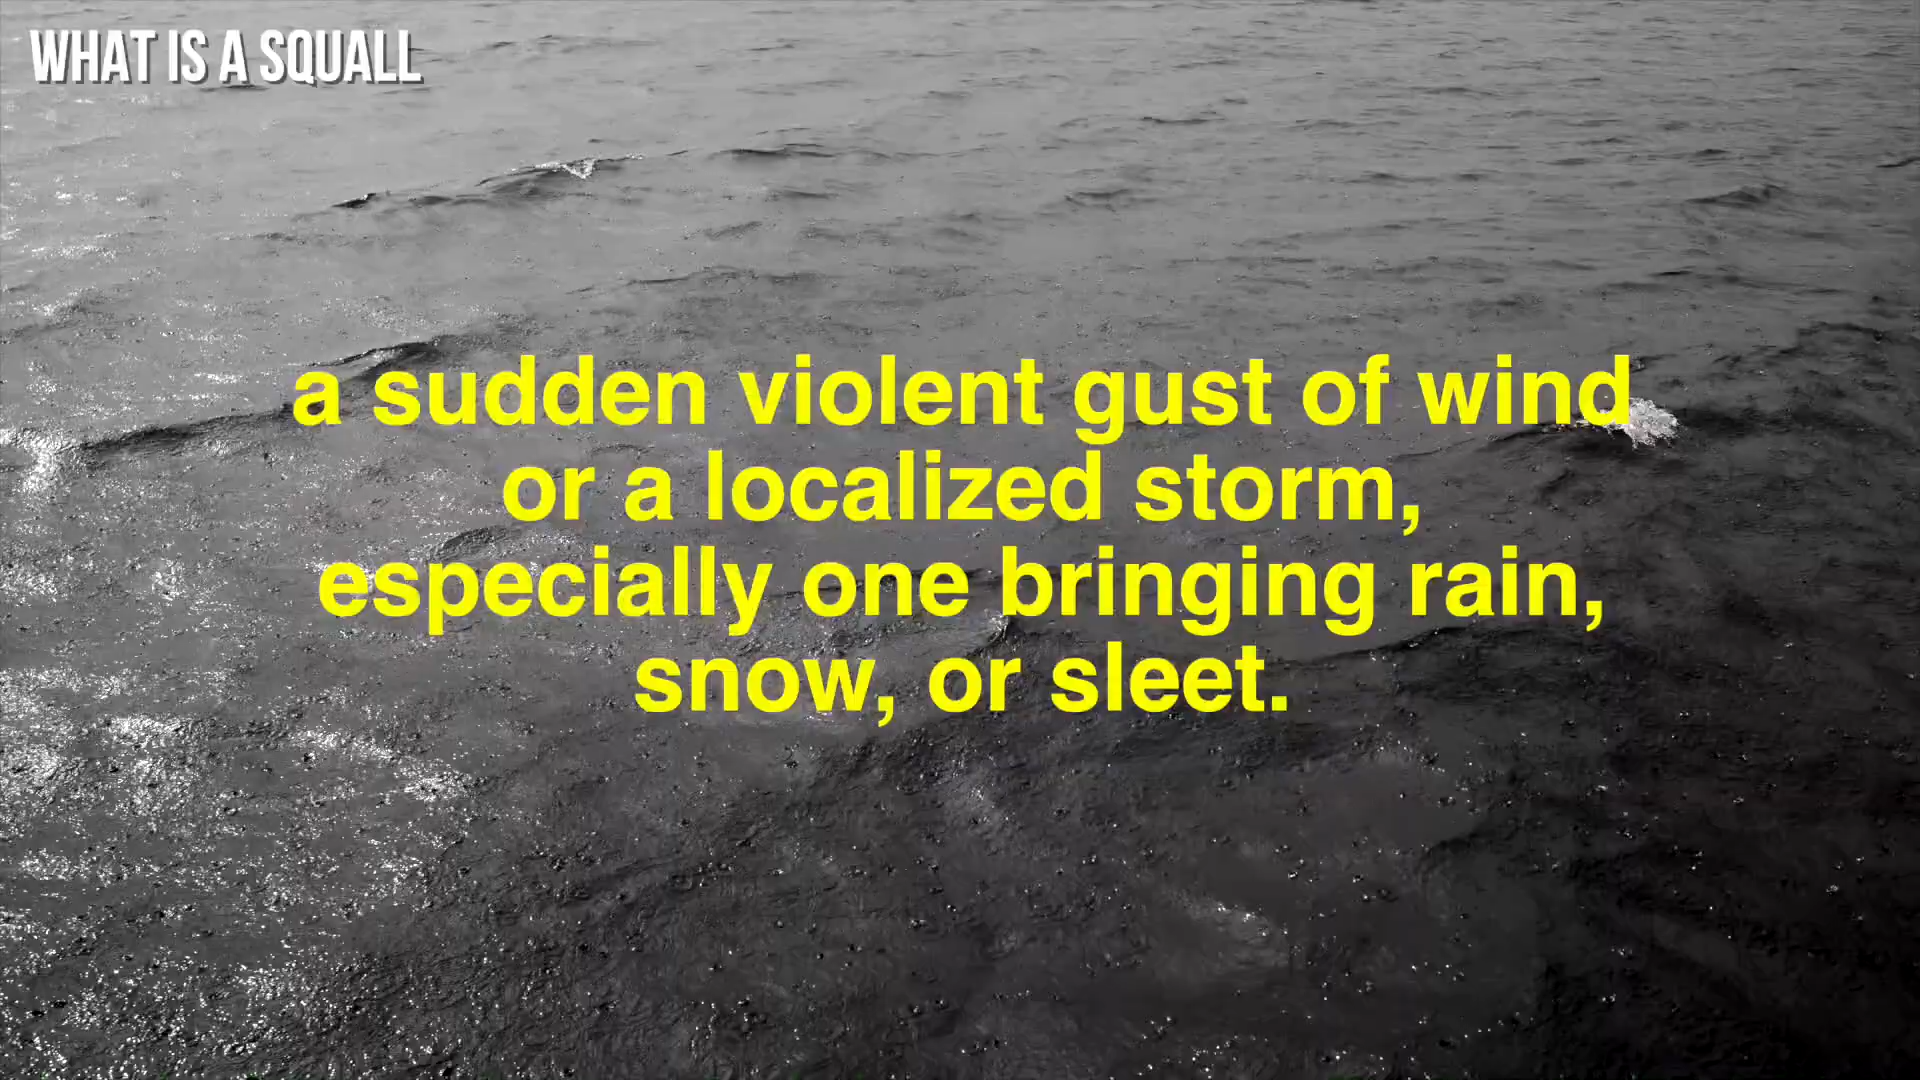 WHAT IS A SQUALL
a sudden violent gust of wind
or a localized storm,
especially one bringing rain,
snow, or sleet.